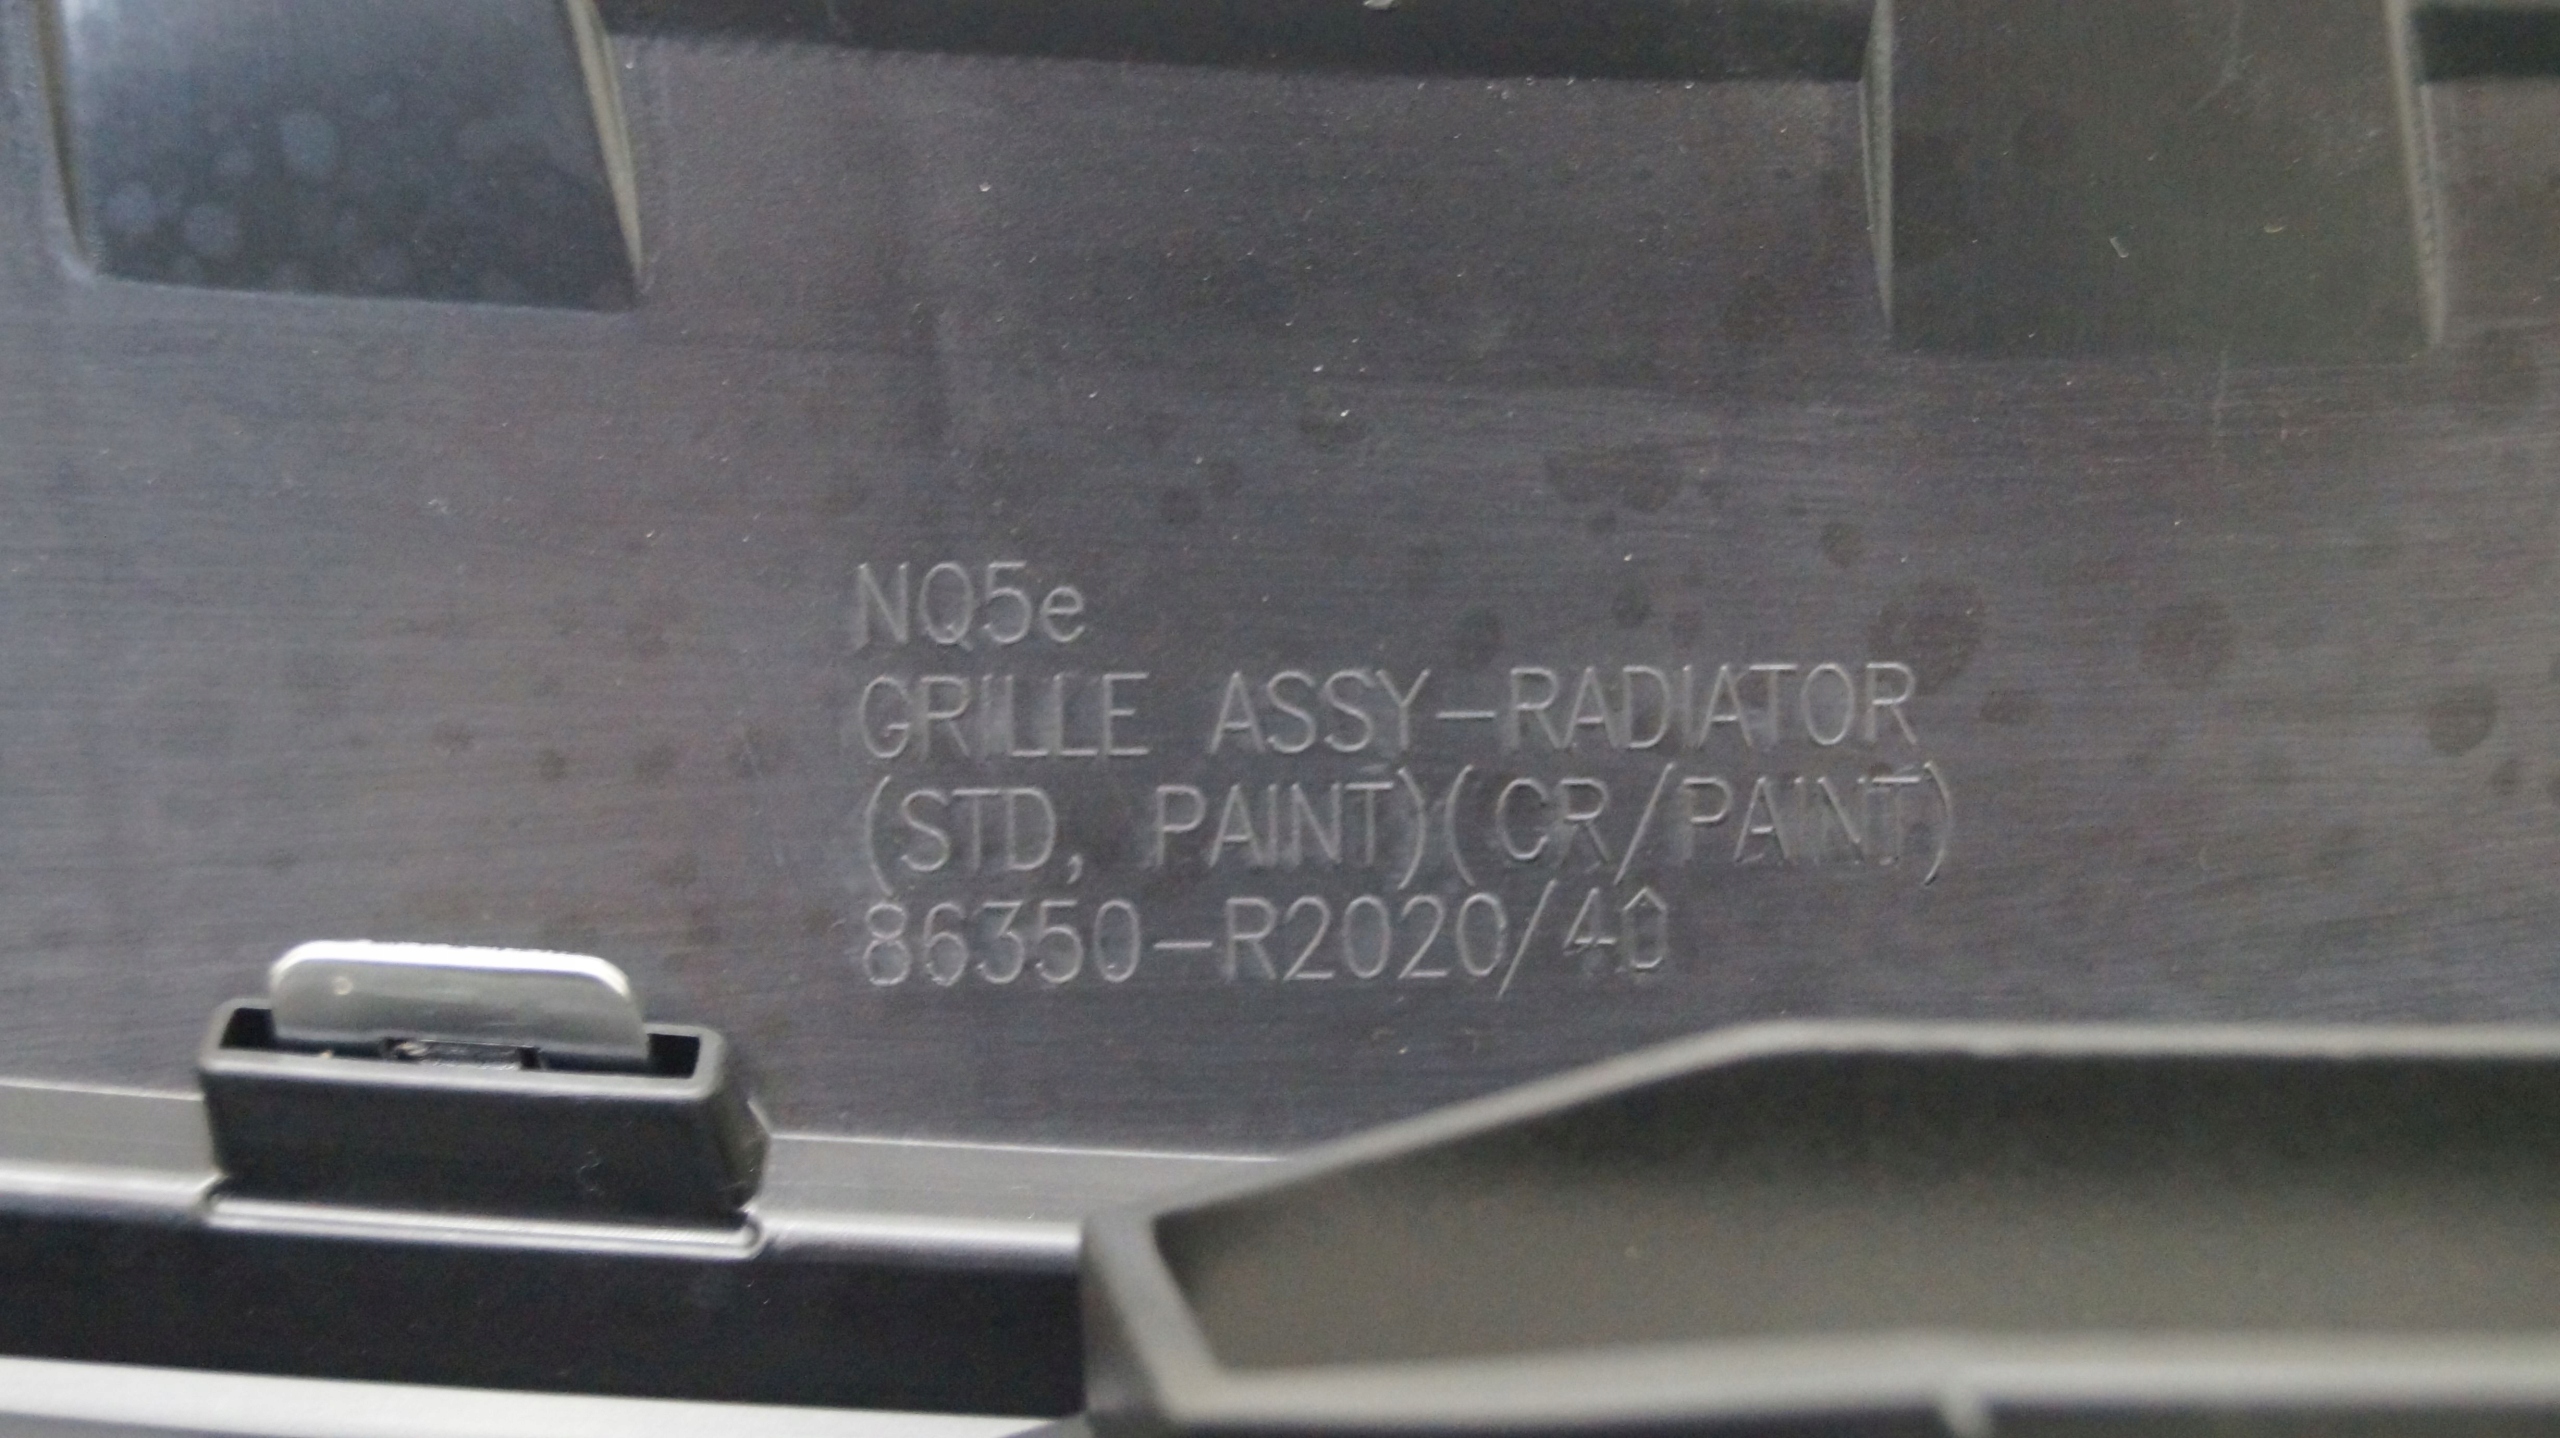 NQ5e
GRILLE ASSY-RADIATOR
(STD, PAINT)(CR/PAINT)
86350-R2020/40